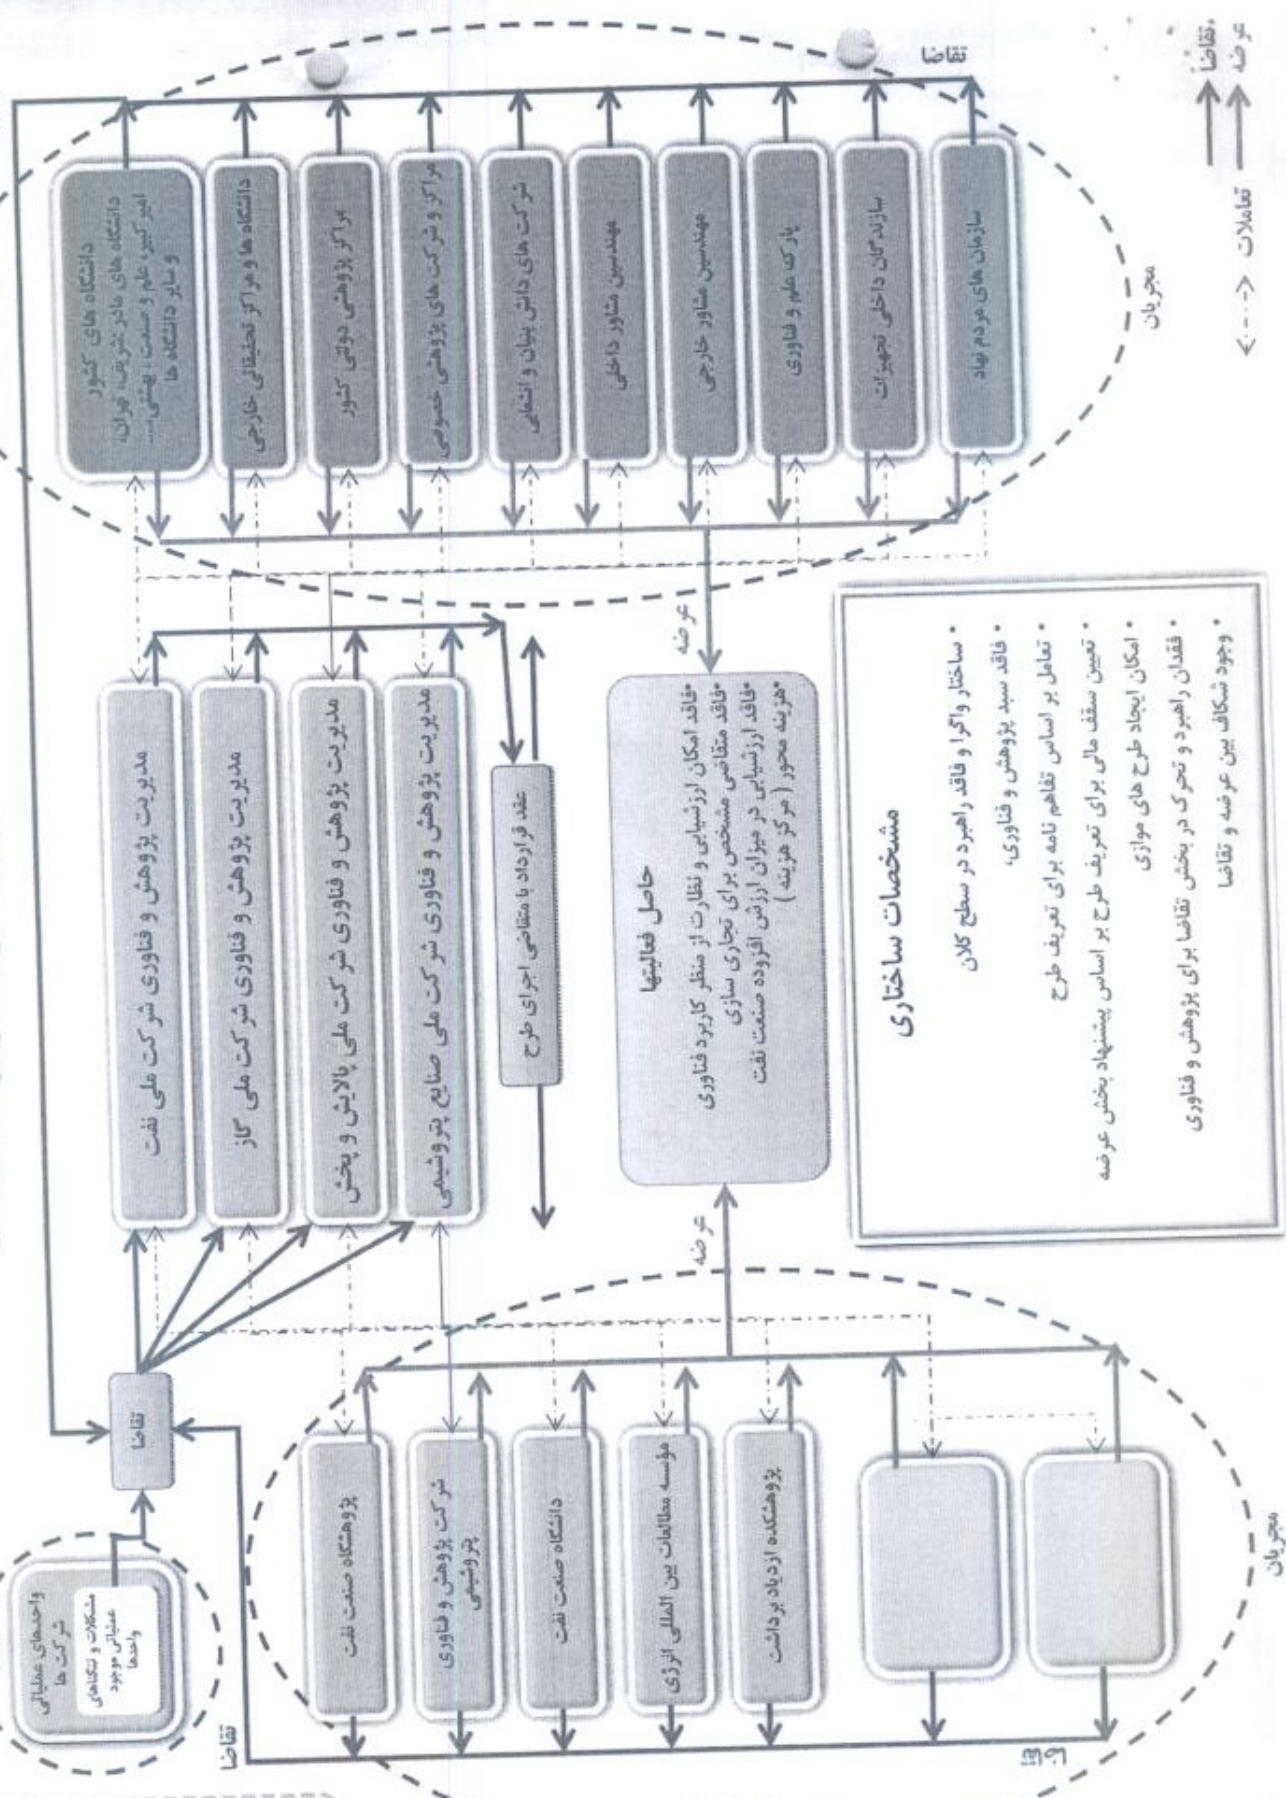 واحدهای عملیاتی
شرکت ها
مشکلات و تنگناهای
عملیاتی موجود
واحدها
تقاضا
تقاضا
مدیریت پژوهش و فناوری شرکت ملی نفت
مدیریت پژوهش و فناوری شرکت ملی گاز
مدیریت پژوهش و فناوری شرکت ملی پالایش و پخش
مدیریت پژوهش و فناوری شرکت ملی صنایع پتروشیمی
عقد قرارداد با متقاضی اجرای طرح
دانشگاه های کشور
دانشگاه های مادر :شریف، تهران،
امیر کبیر، علم و صنعت، بهشتی.....
و سایر دانشگاه ها
دانشگاه ها و مراکز تحقیقاتی خارجی
مراکز پژوهشی دولتی کشور
مراکز و شرکت های پژوهشی خصوصی
شرکت های دانش بنیان و انشعابی
مهندسین مشاور داخلی
مهندسین مشاور خارجی
پارک علم و فناوری
سازندگان داخلی تجهیزات
سازمان های مردم نهاد
تقاضا
مجریان
پژوهشگاه صنعت نفت
شرکت پژوهش و فناوری
پتروشیمی
دانشگاه صنعت نفت
مؤسسه مطالعات بین المللی انرژی
پژوهشکده ازدیاد برداشت
مجریان
عرضه
عرضه
حاصل فعالیتها
•فاقد امکان ارزشیابی و نظارت از منظر کاربرد فناوری
•فاقد متقاضی مشخص برای تجاری سازی
•فاقد ارزشیابی در میزان ارزش افزوده صنعت نفت
•هزینه محور ( مرکز هزینه )
مشخصات ساختاری
• ساختار واگرا و فاقد راهبرد در سطح کلان
• فاقد سبد پژوهش و فناوری،
• تعامل بر اساس تفاهم نامه برای تعریف طرح
• تعیین سقف مالی برای تعریف طرح بر اساس پیشنهاد بخش عرضه
• امکان ایجاد طرح های موازی
• فقدان راهبرد و تحرک در بخش تقاضا برای پژوهش و فناوری
• وجود شکاف بین عرضه و تقاضا
تقاضا
عرضه
تعاملات